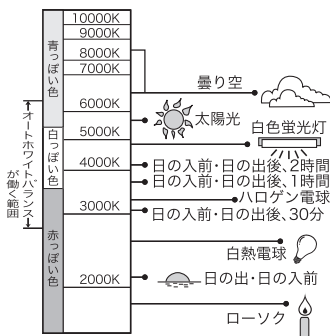 10000K
9000K
8000K
7000K
6000K
5000K
4000K
3000K
2000K
青っぽい色
白っぽい色
赤っぽい色
オートホワイトバランス
が働く範囲
曇り空
太陽光
白色蛍光灯
日の入前・日の出後、2時間
日の入前・日の出後、1時間
ハロゲン電球
日の入前・日の出後、30分
白熱電球
日の出・日の入前
ローソク